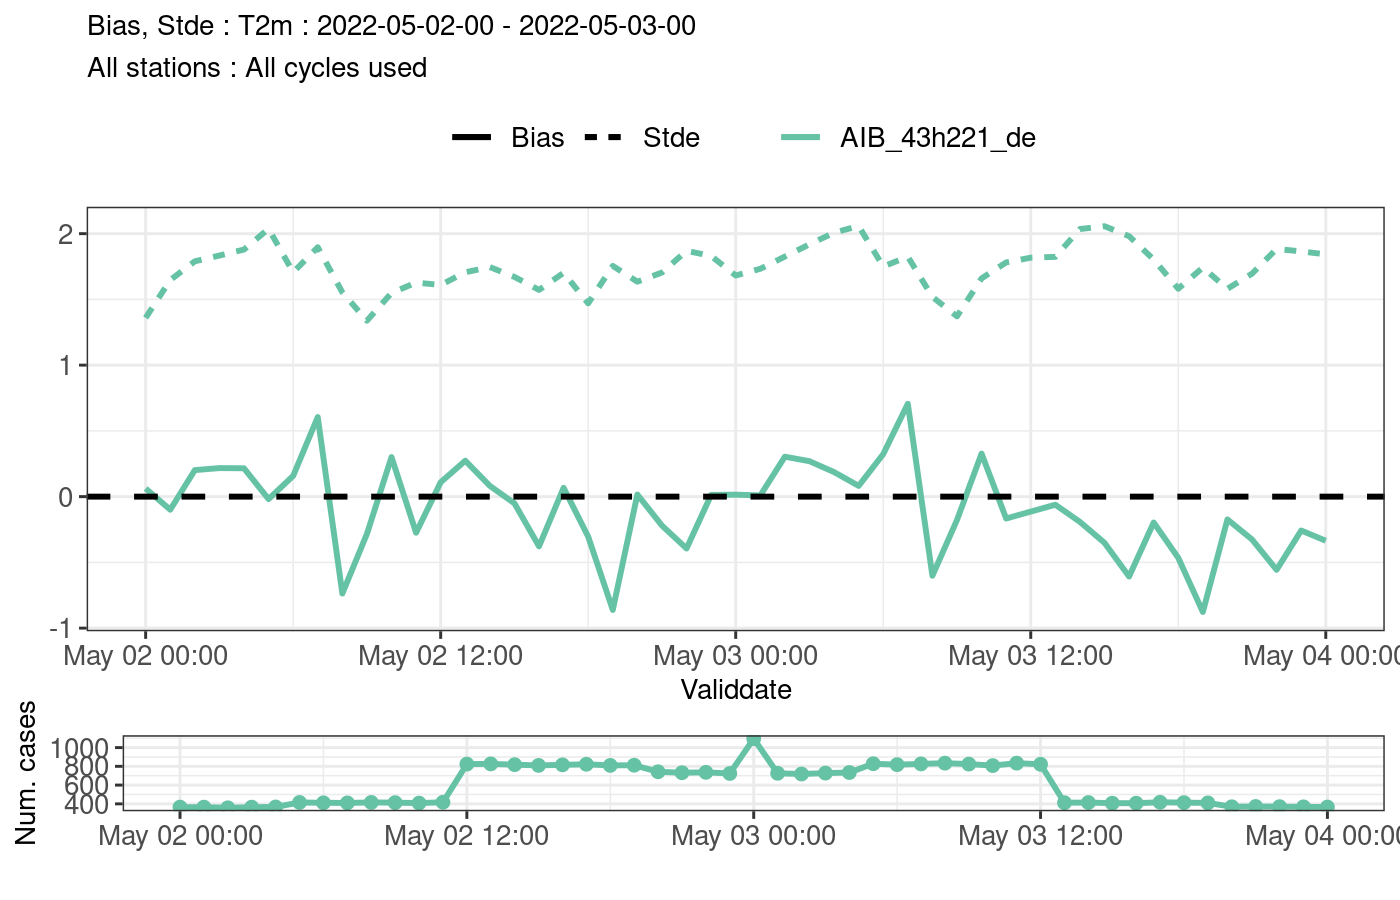 Bias, Stde : T2m : 2022-05-02-00 - 2022-05-03-00
All stations : All cycles used
Bias Stde AIB_43h221_de
2
1
0
-1
May 02 00:00 May 02 12:00 May 03 00:00 May 03 12:00 May 04 00:00
Validdate
Num. cases
1000
800
600
400
May 02 00:00 May 02 12:00 May 03 00:00 May 03 12:00 May 04 00:00